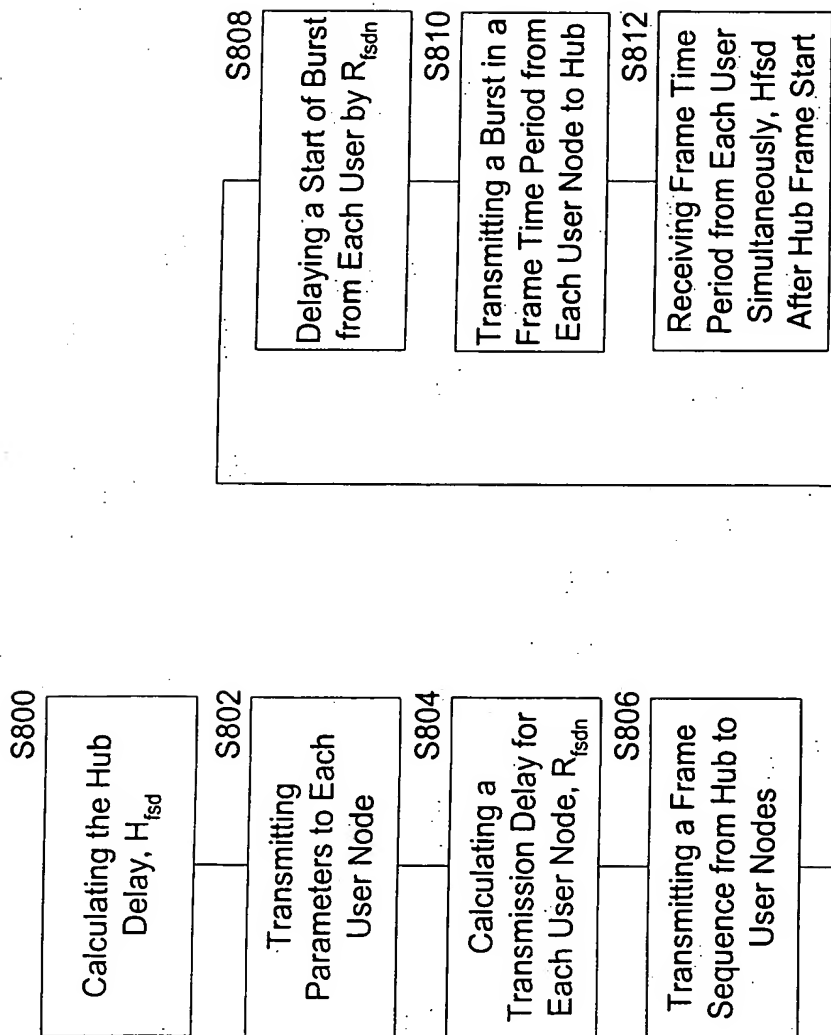 S800
Calculating the Hub
Delay, H_fsd
S802
Transmitting
Parameters to Each
User Node
S804
Calculating a
Transmission Delay for
Each User Node, R_fsdn
S806
Transmitting a Frame
Sequence from Hub to
User Nodes
S808
Delaying a Start of Burst
from Each User by R_fsdn
S810
Transmitting a Burst in a
Frame Time Period from
Each User Node to Hub
S812
Receiving Frame Time
Period from Each User
Simultaneously, Hfsd
After Hub Frame Start